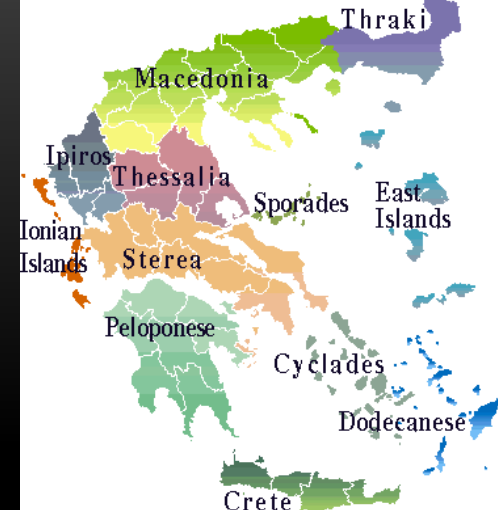 Thraki
Macedonia
Ipiros
Thessalia
Sporades
East
Islands
Ionian
Islands
Sterea
Peloponese
Cyclades
Dodecanese
Crete